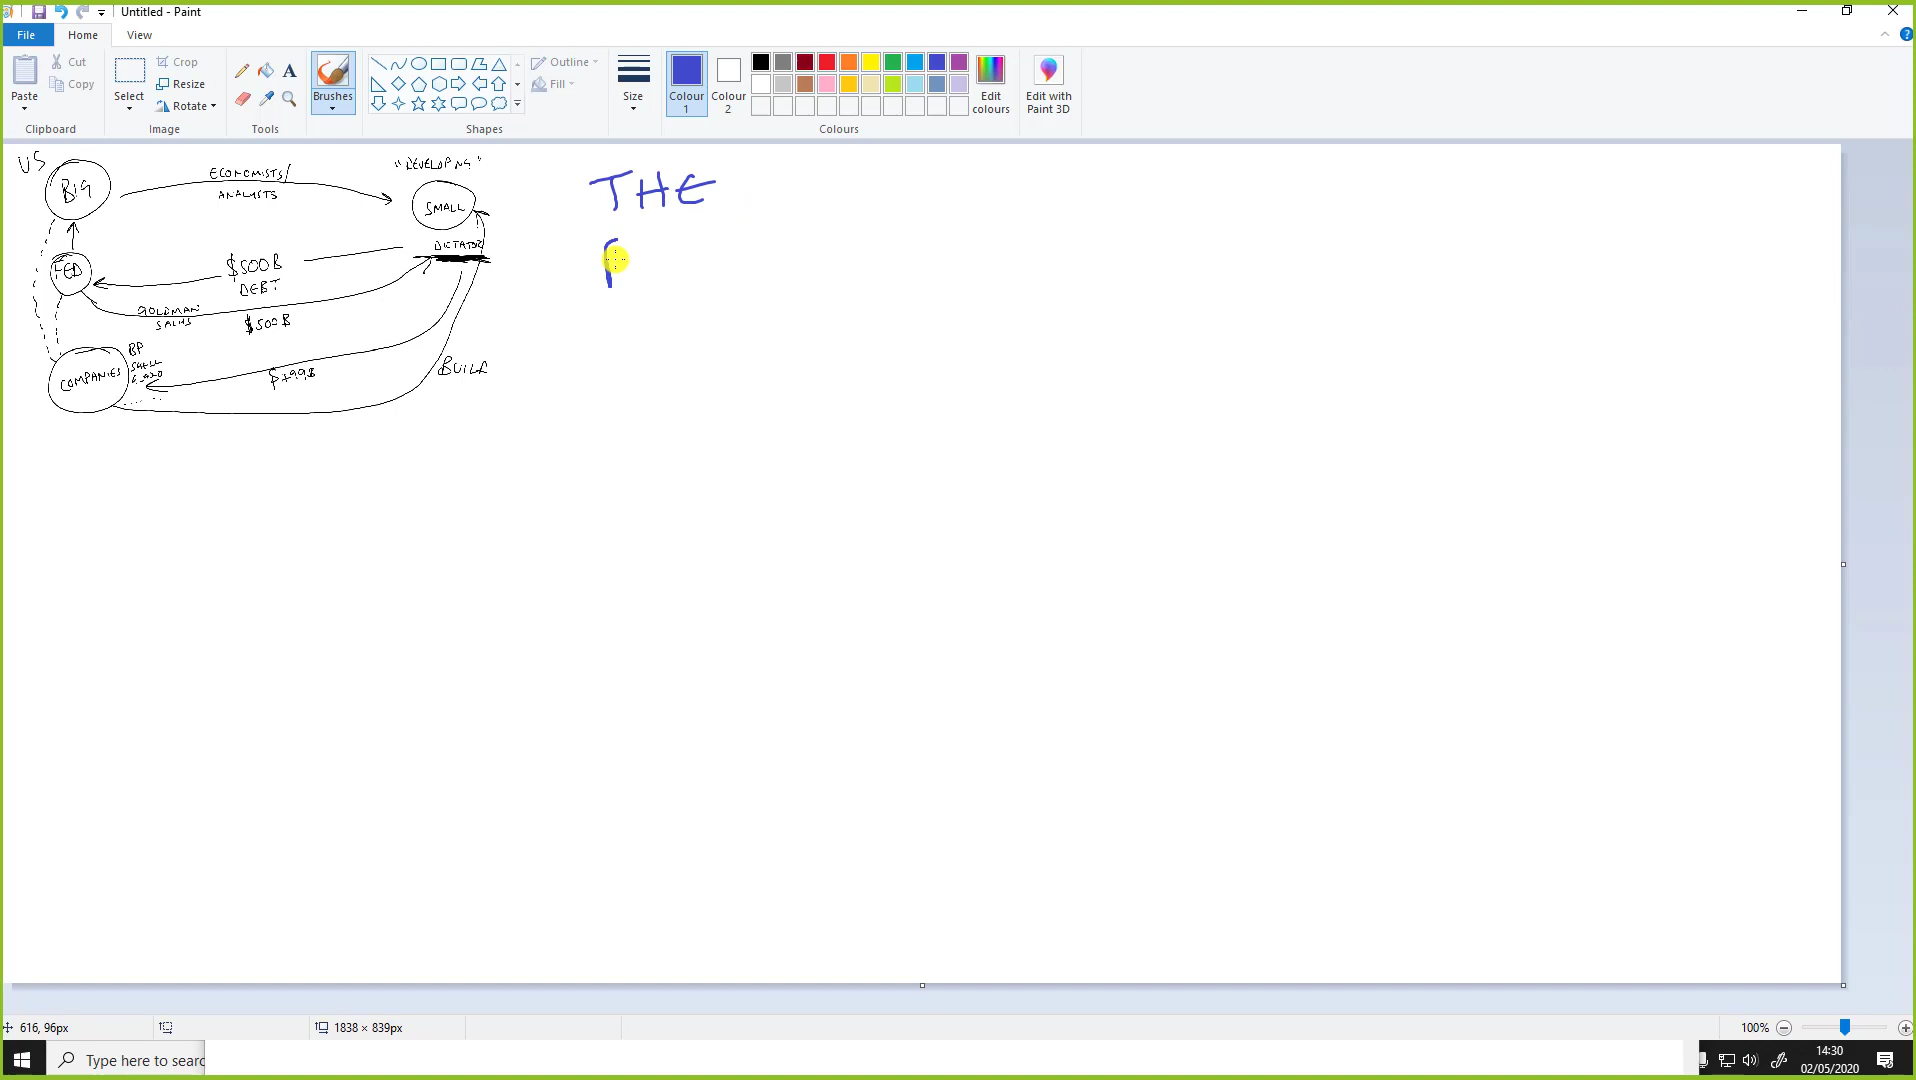 Untitled - Paint
File
Home
View
Cut
Copy
Paste
Clipboard
Crop
Resize
Rotate
Select
Image
Tools
Brushes
Shapes
Outline
Fill
Size
Colour
1
Colour
2
Colours
Edit
colours
Edit with
Paint 3D
US
BIG
ECONOMISTS/
ANALYSTS
"DEVELOPING"
SMALL
DICTATOR
FED
$500B
DEBT
GOLDMAN
SACHS
$500B
COMPANIES
BP
SHELL
BUILD
THE
616, 96px
1838 × 839px
100%
Type here to searc
14:30
02/05/2020